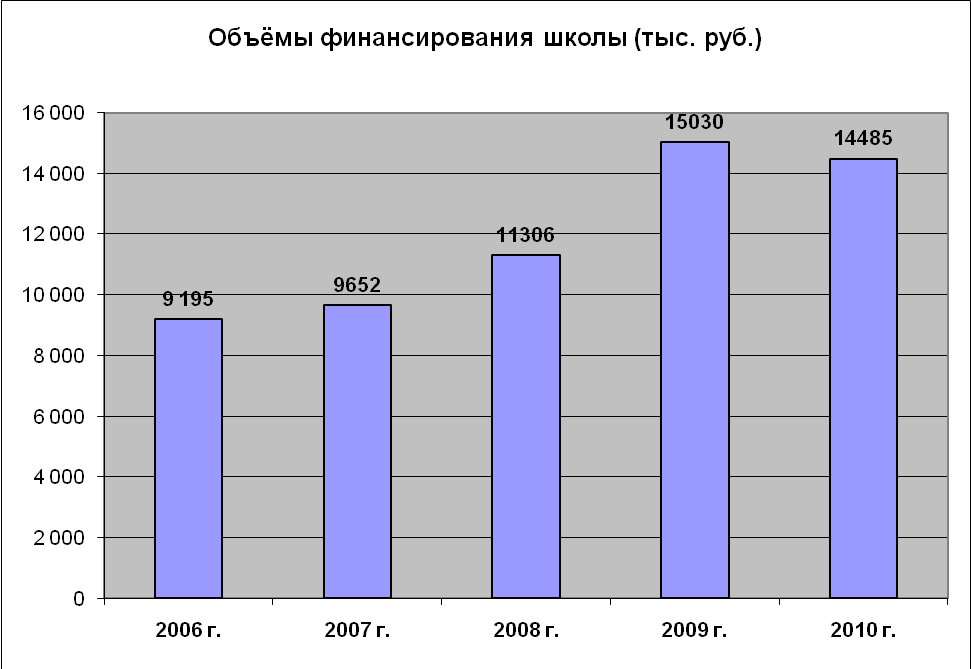 Объёмы финансирования школы (тыс. руб.)
16 000
14 000
12 000
10 000
8 000
6 000
4 000
2 000
0
9 195
9652
11306
15030
14485
2006 г.
2007 г.
2008 г.
2009 г.
2010 г.